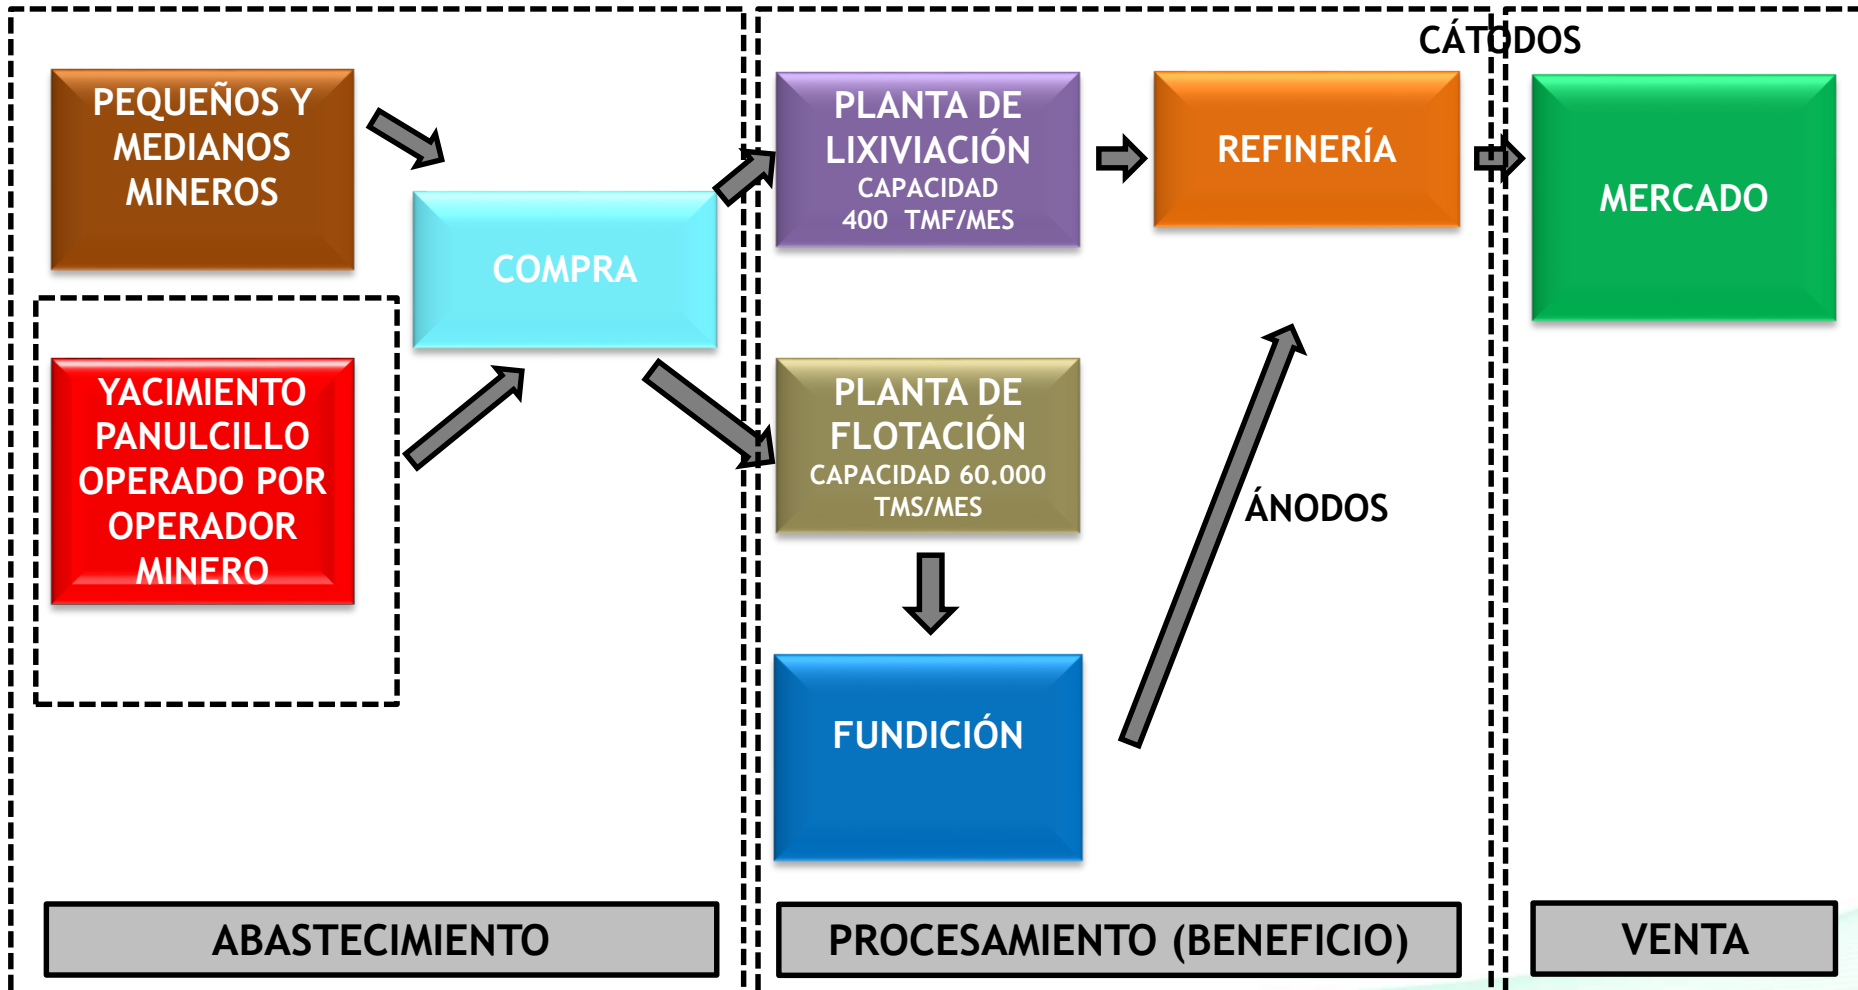 CÁTODOS
PEQUEÑOS Y
MEDIANOS
MINEROS
COMPRA
YACIMIENTO
PANULCILLO
OPERADO POR
OPERADOR
MINERO
PLANTA DE
LIXIVIACIÓN
CAPACIDAD
400 TMF/MES
REFINERÍA
MERCADO
PLANTA DE
FLOTACIÓN
CAPACIDAD 60.000
TMS/MES
ÁNODOS
FUNDICIÓN
ABASTECIMIENTO
PROCESAMIENTO (BENEFICIO)
VENTA